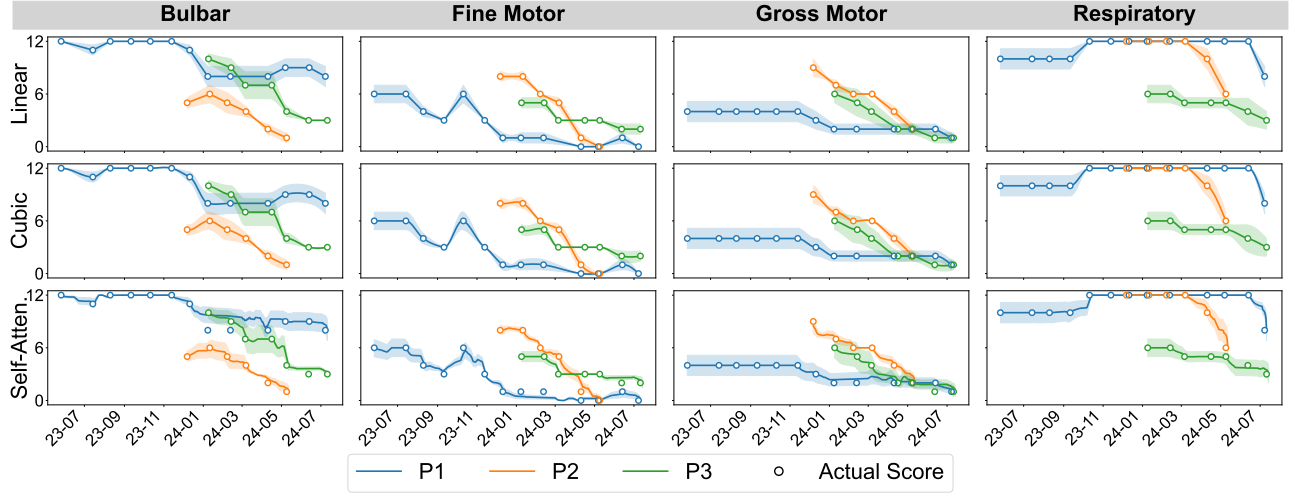 Bulbar Fine Motor Gross Motor Respiratory
Linear
12
6
0
Cubic
12
6
0
Self-Atten.
12
6
0
23-07 23-09 23-11 24-01 24-03 24-05 24-07 23-07 23-09 23-11 24-01 24-03 24-05 24-07 23-07 23-09 23-11 24-01 24-03 24-05 24-07 23-07 23-09 23-11 24-01 24-03 24-05 24-07
P1 P2 P3 Actual Score